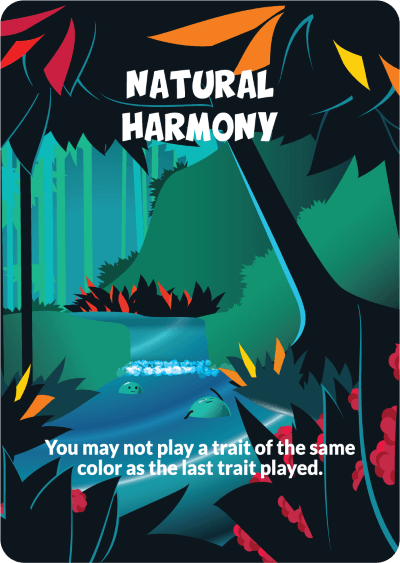 NATURAL
HARMONY
You may not play a trait of the same
color as the last trait played.